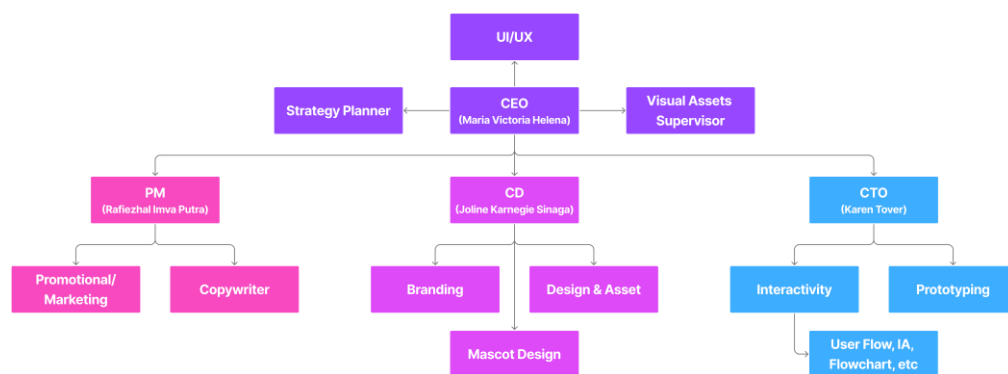 UI/UX
Strategy Planner
CEO
(Maria Victoria Helena)
Visual Assets
Supervisor
PM
(Rafiezhal Imva Putra)
CD
(Joline Karnegie Sinaga)
CTO
(Karen Tover)
Promotional/
Marketing
Copywriter
Branding
Design & Asset
Interactivity
Prototyping
Mascot Design
User Flow, IA,
Flowchart, etc